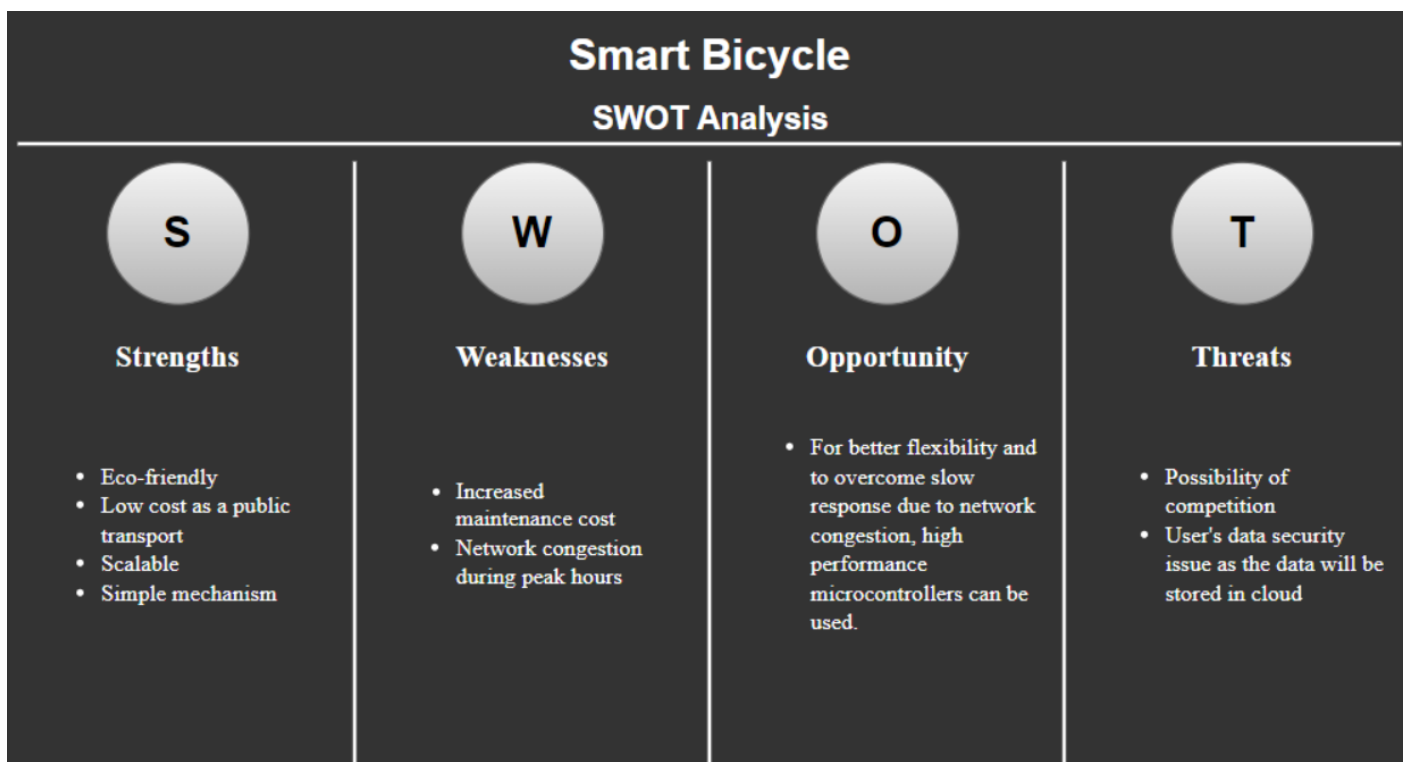 Smart Bicycle
SWOT Analysis
S
Strengths
• Eco-friendly
• Low cost as a public
transport
• Scalable
• Simple mechanism
W
Weaknesses
• Increased
maintenance cost
• Network congestion
during peak hours
O
Opportunity
• For better flexibility and
to overcome slow
response due to network
congestion, high
performance
microcontrollers can be
used.
T
Threats
• Possibility of
competition
• User's data security
issue as the data will be
stored in cloud